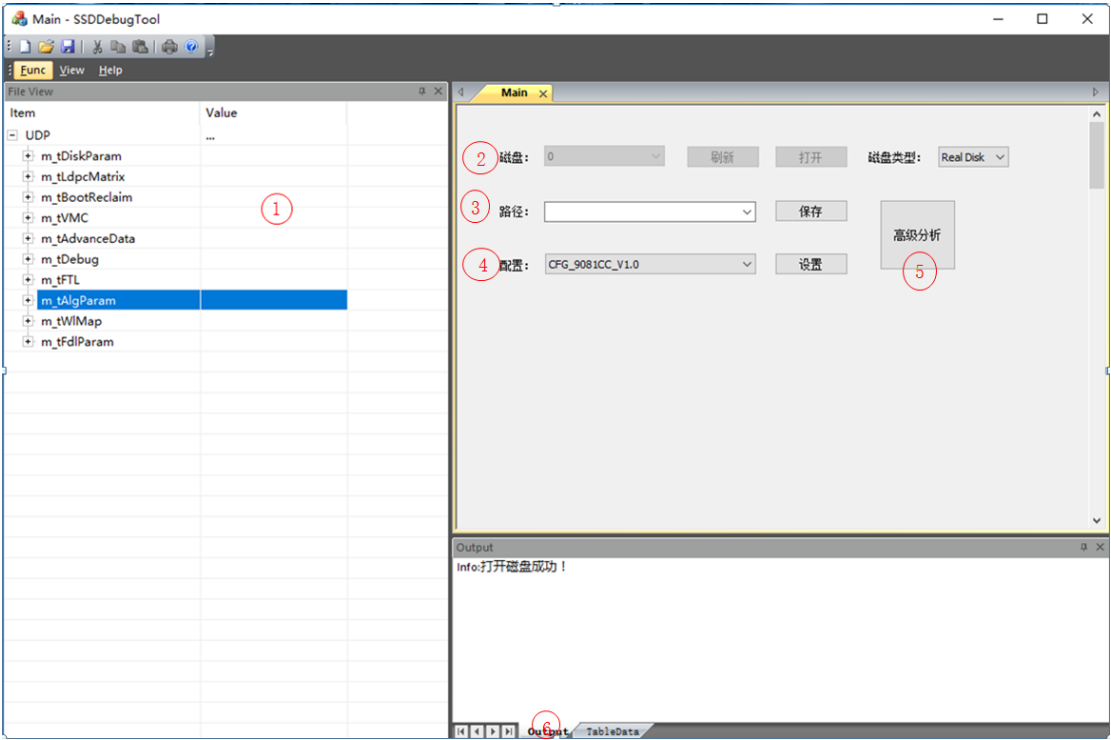 Main - SSDDebugTool
Func View Help
File View
Item Value
UDP ...
m_tDiskParam
m_tLdpcMatrix
m_tBootReclaim
m_tVMC
m_tAdvanceData
m_tDebug
m_tFTL
m_tAlgParam
m_tWlMap
m_tFdlParam
1
Main
2 磁盘: 0 刷新 打开 磁盘类型: Real Disk
3 路径: 保存
高级分析
4 配置: CFG_9081CC_V1.0 设置
5
Output
Info:打开磁盘成功!
6
Output TableData